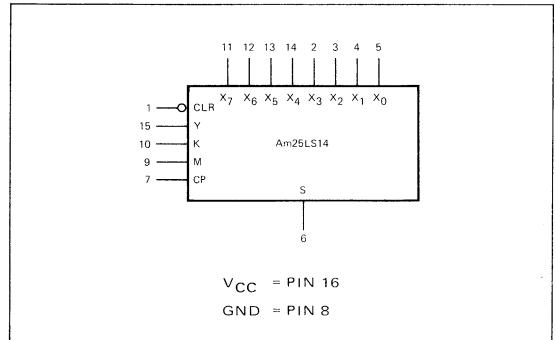 11 12 13 14 2 3 4 5
X7 X6 X5 X4 X3 X2 X1 X0
1 CLR
15 Y
10 K Am25LS14
9 M
7 CP
S
6
VCC = PIN 16
GND = PIN 8